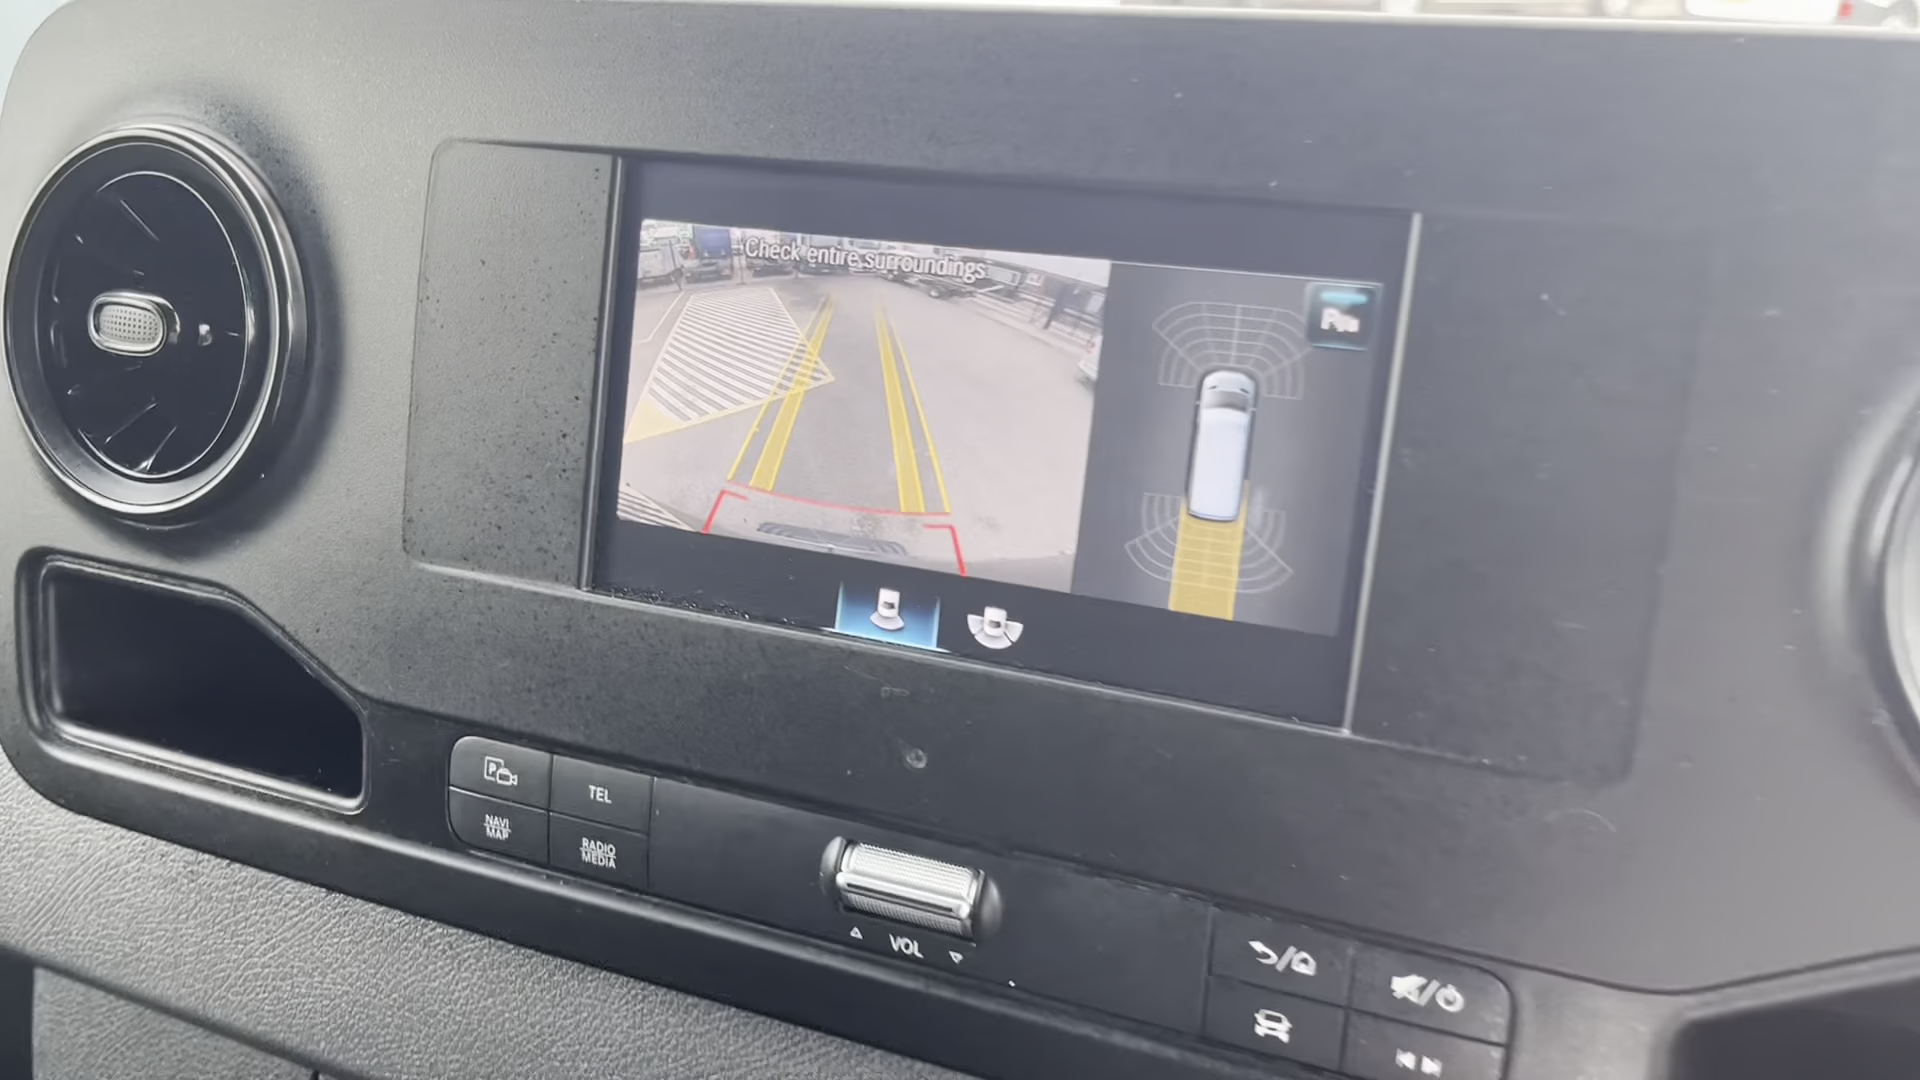 Check entire surroundings
P
P
TEL
NAVI
MAP
RADIO
MEDIA
VOL